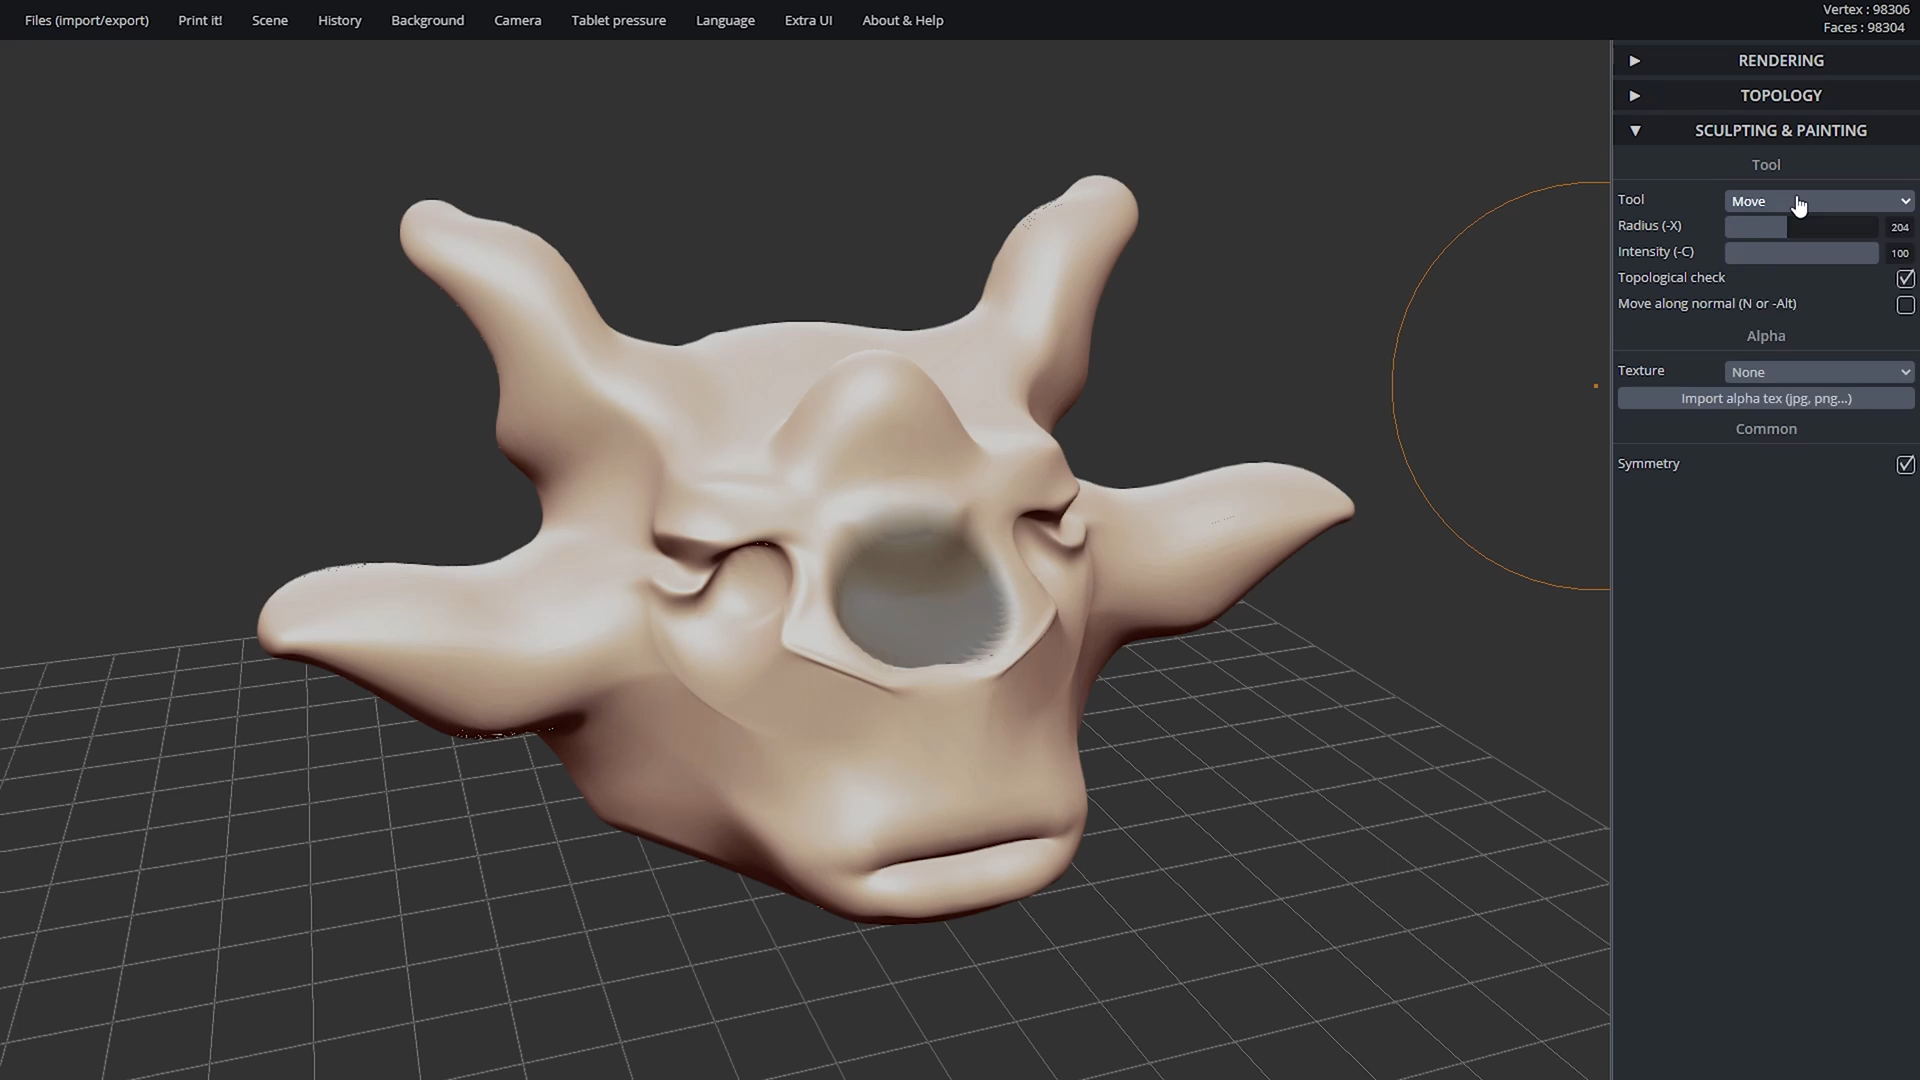 Files (import/export) Print it! Scene History Background Camera Tablet pressure Language Extra UI About & Help
Vertex : 98306
Faces : 98304
RENDERING
TOPOLOGY
SCULPTING & PAINTING
Tool
Tool Move
Radius (-X) 204
Intensity (-C) 100
Topological check
Move along normal (N or -Alt)
Alpha
Texture None
Import alpha tex (jpg, png...)
Common
Symmetry